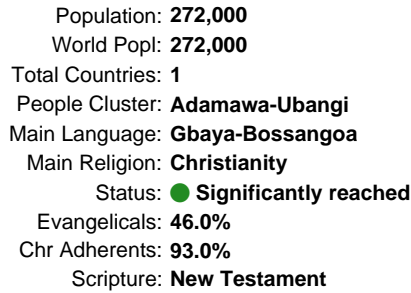 Population: 272,000
World Popl: 272,000
Total Countries: 1
People Cluster: Adamawa-Ubangi
Main Language: Gbaya-Bossangoa
Main Religion: Christianity
Status: Significantly reached
Evangelicals: 46.0%
Chr Adherents: 93.0%
Scripture: New Testament